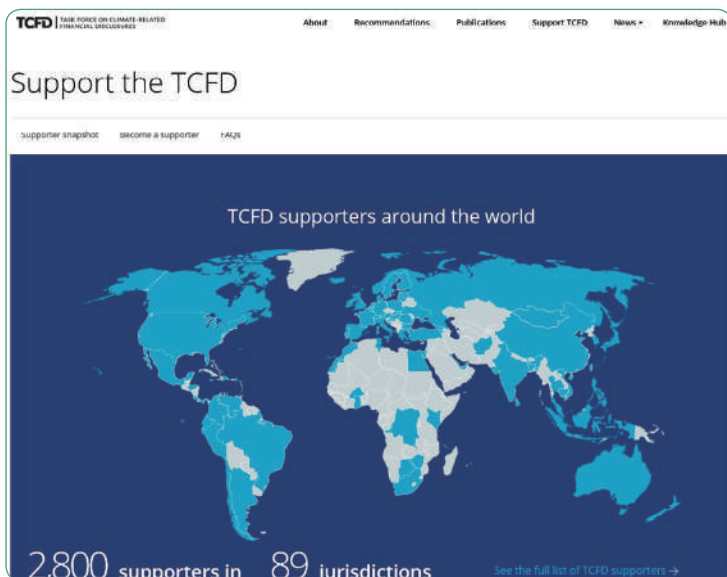 TCFD | TASK FORCE ON CLIMATE-RELATED
FINANCIAL DISCLOSURES
About Recommendations Publications Support TCFD News Knowledge Hub
Support the TCFD
Supporter snapshot Become a supporter FAQs
TCFD supporters around the world
2,800 supporters in 89 jurisdictions
See the full list of TCFD supporters →